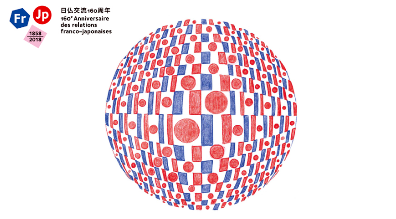 Fr Jp
1858
2018
日仏交流160周年
160e Anniversaire
des relations
franco-japonaises